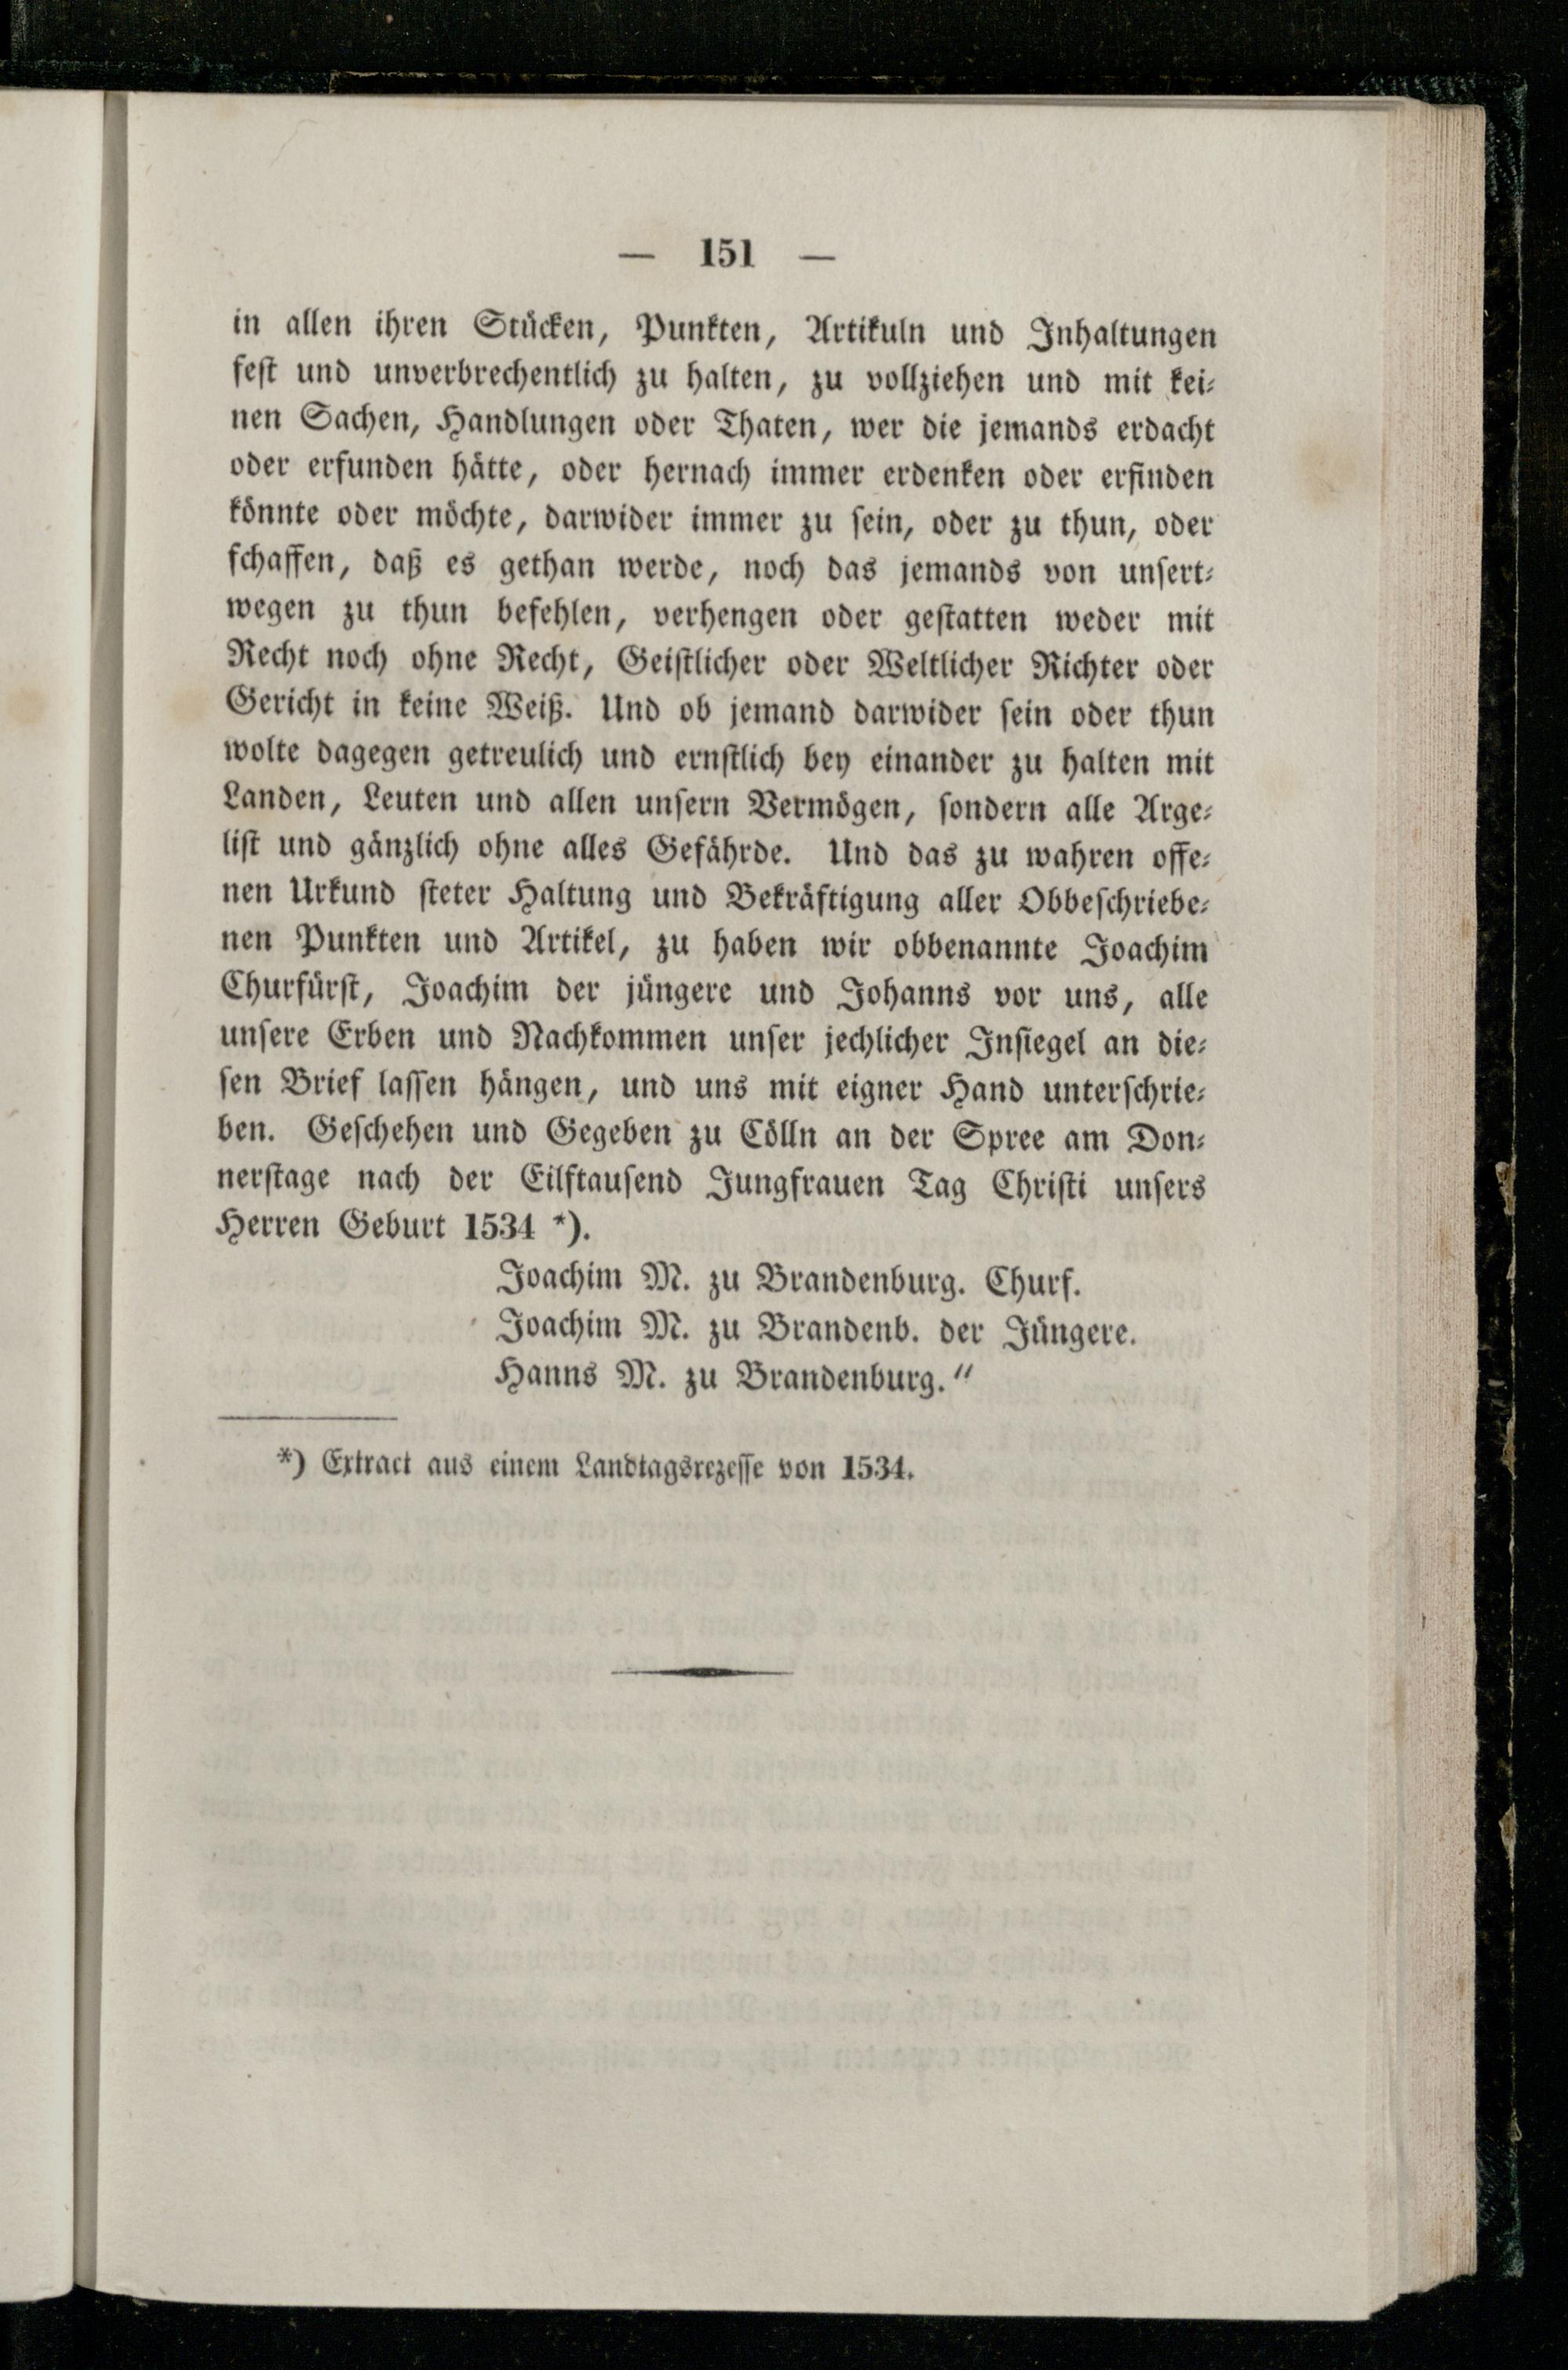 — 151 —
in allen ihren Stücken, Punkten, Artikuln und Inhaltungen
fest und unverbrechentlich zu halten, zu vollziehen und mit kei-
nen Sachen, Handlungen oder Thaten, wer die jemands erdacht
oder erfunden hätte, oder hernach immer erdenken oder erfinden
könnte oder möchte, darwider immer zu sein, oder zu thun, oder
schaffen, daß es gethan werde, noch das jemands von unsert-
wegen zu thun befehlen, verhengen oder gestatten weder mit
Recht noch ohne Recht, Geistlicher oder Weltlicher Richter oder
Gericht in keine Weiß. Und ob jemand darwider sein oder thun
wolte dagegen getreulich und ernstlich bey einander zu halten mit
Landen, Leuten und allen unsern Vermögen, sondern alle Arge-
list und gänzlich ohne alles Gefährde. Und das zu wahren offe-
nen Urkund steter Haltung und Bekräftigung aller Obbeschriebe-
nen Punkten und Artikel, zu haben wir obbenannte Joachim
Churfürst, Joachim der jüngere und Johanns vor uns, alle
unsere Erben und Nachkommen unser jechlicher Insiegel an die-
sen Brief lassen hängen, und uns mit eigner Hand unterschrie-
ben. Geschehen und Gegeben zu Cölln an der Spree am Don-
nerstage nach der Eilftausend Jungfrauen Tag Christi unsers
Herren Geburt 1534 *).
Joachim M. zu Brandenburg. Churf.
Joachim M. zu Brandenb. der Jüngere.
Hanns M. zu Brandenburg.“
*) Extract aus einem Landtagsrezesse von 1534.